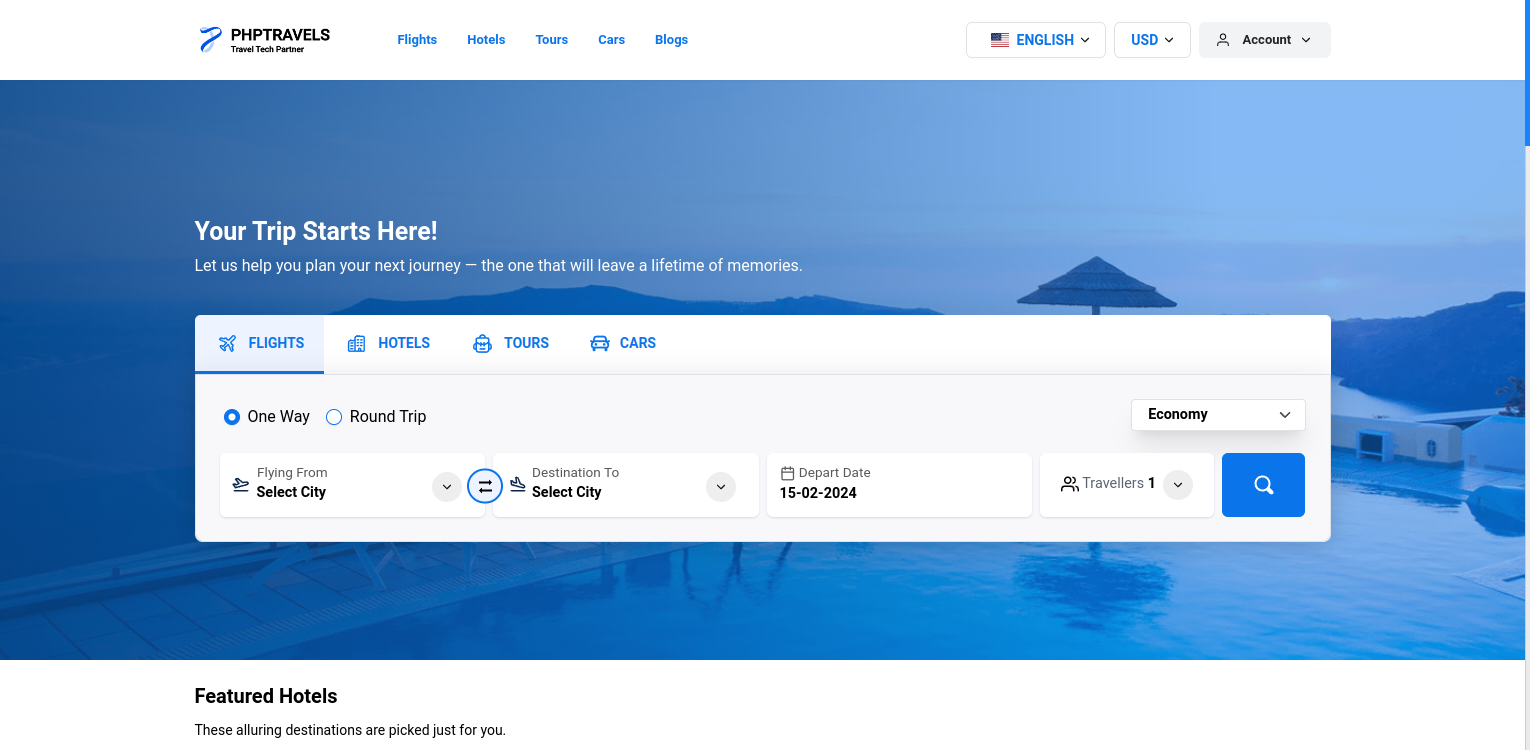 PHPTRAVELS
Travel Tech Partner
Flights Hotels Tours Cars Blogs
ENGLISH USD Account
Your Trip Starts Here!
Let us help you plan your next journey — the one that will leave a lifetime of memories.
FLIGHTS HOTELS TOURS CARS
One Way Round Trip Economy
Flying From
Select City
Destination To
Select City
Depart Date
15-02-2024
Travellers 1
Featured Hotels
These alluring destinations are picked just for you.